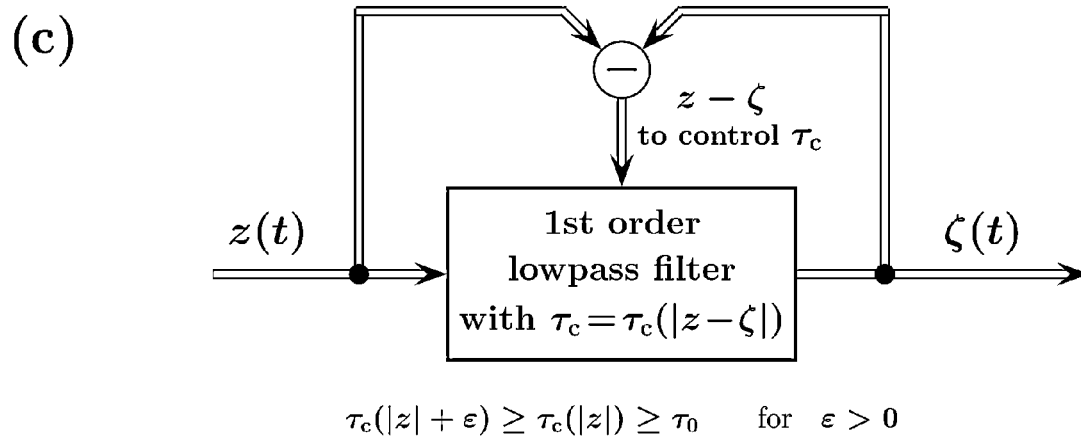 (c)
−
z − ζ
to control τc
z(t)
1st order
lowpass filter
with τc=τc(|z−ζ|)
ζ(t)
τc(|z| + ε) ≥ τc(|z|) ≥ τ0 for ε > 0